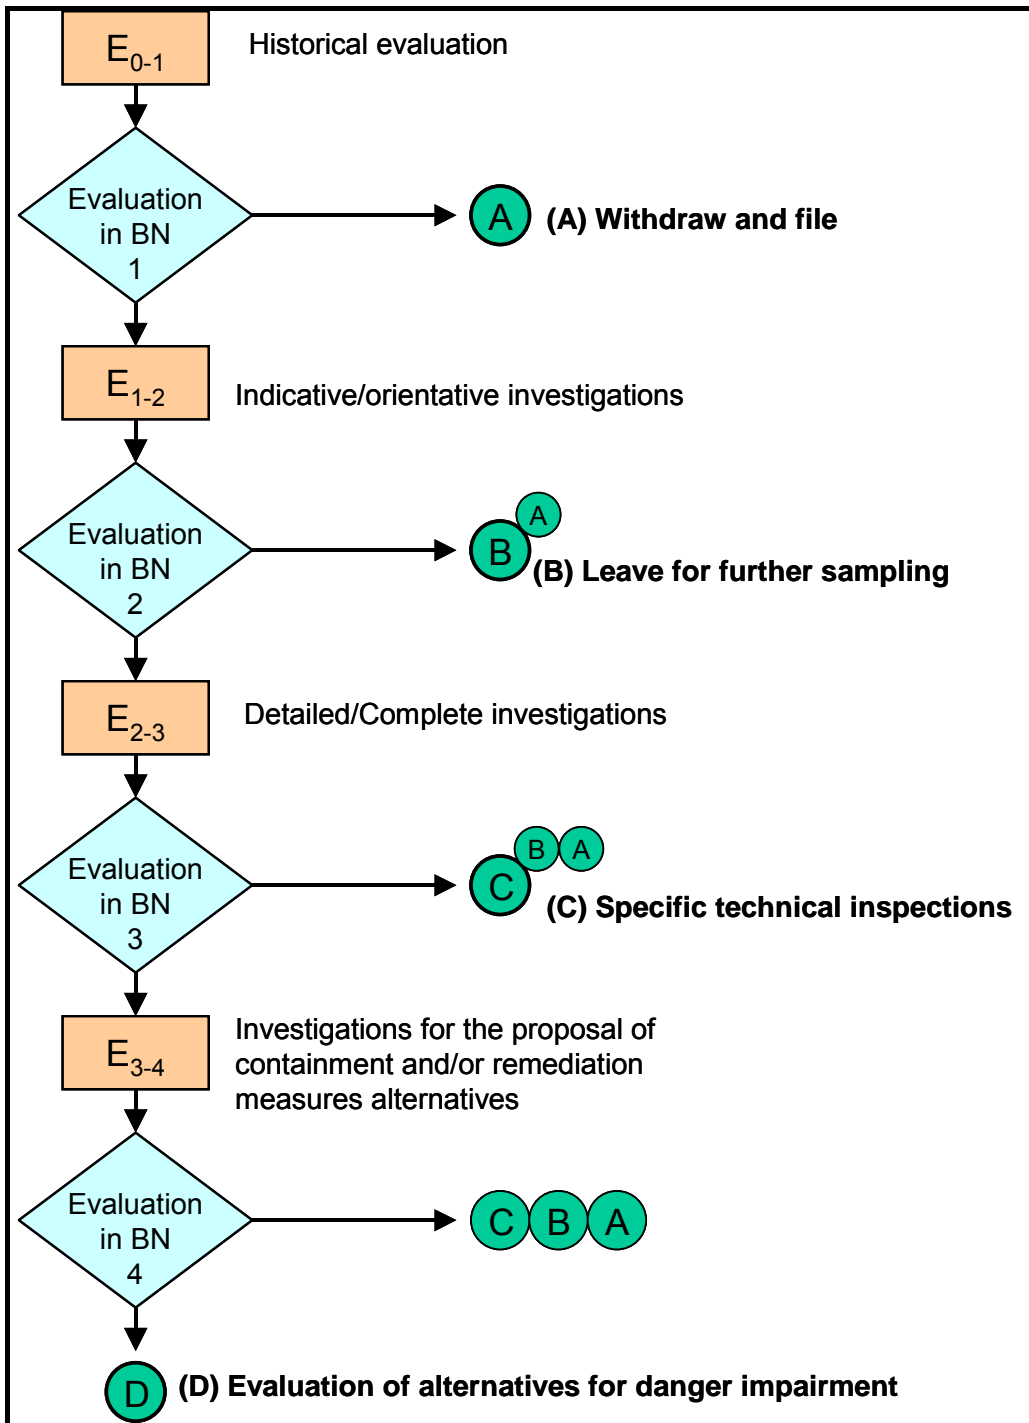 E0-1
Historical evaluation
Evaluation
in BN
1
A
(A) Withdraw and file
E1-2
Indicative/orientative investigations
Evaluation
in BN
2
A
B
(B) Leave for further sampling
E2-3
Detailed/Complete investigations
Evaluation
in BN
3
B A
C
(C) Specific technical inspections
E3-4
Investigations for the proposal of
containment and/or remediation
measures alternatives
Evaluation
in BN
4
C B A
D
(D) Evaluation of alternatives for danger impairment